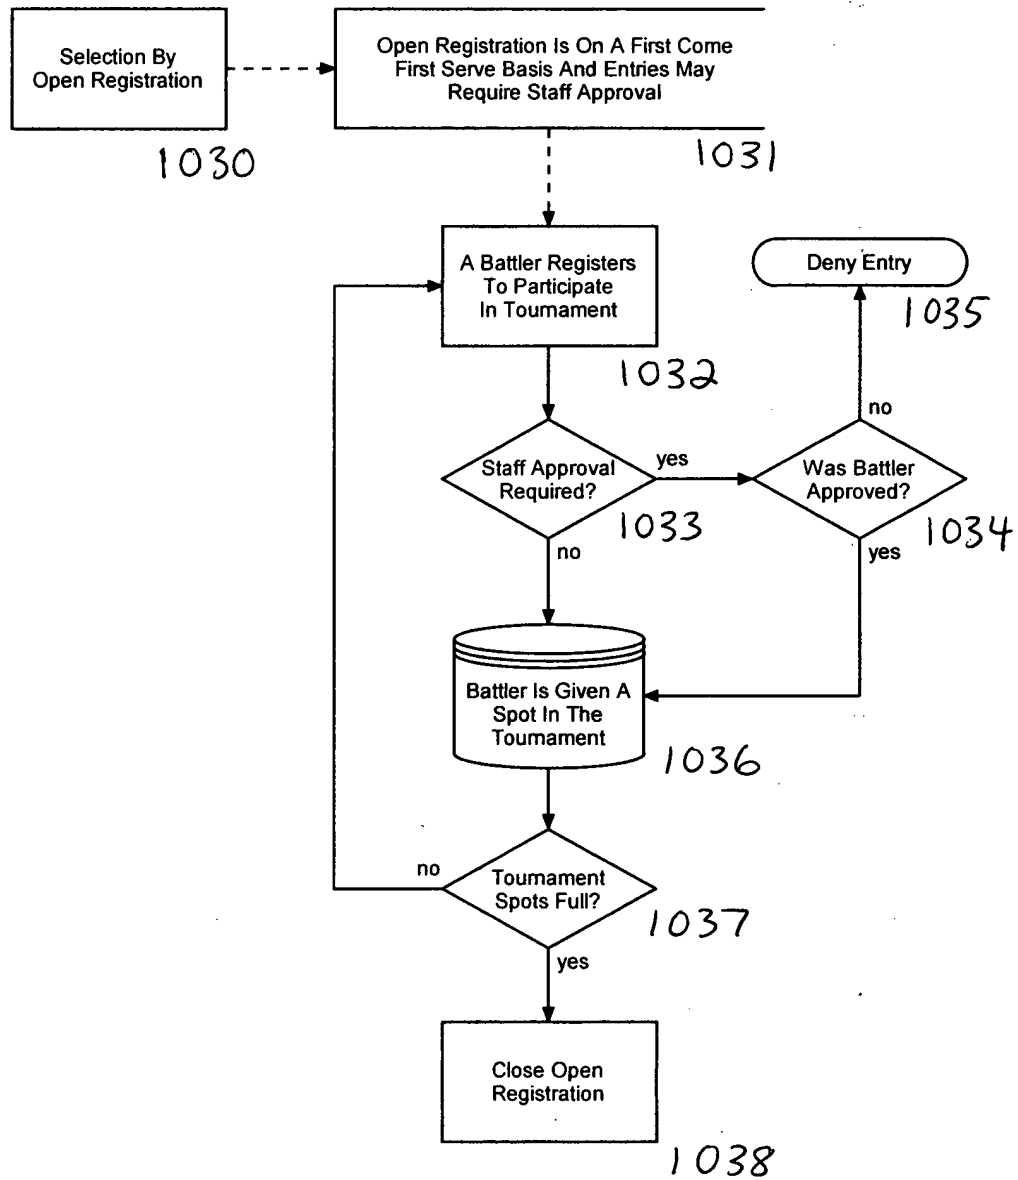 Selection By
Open Registration
1030
Open Registration Is On A First Come
First Serve Basis And Entries May
Require Staff Approval
1031
A Battler Registers
To Participate
In Tournament
1032
Deny Entry
1035
no
Staff Approval
Required?
1033
yes
Was Battler
Approved?
1034
no
yes
Battler Is Given A
Spot In The
Tournament
1036
no
Tournament
Spots Full?
1037
yes
Close Open
Registration
1038